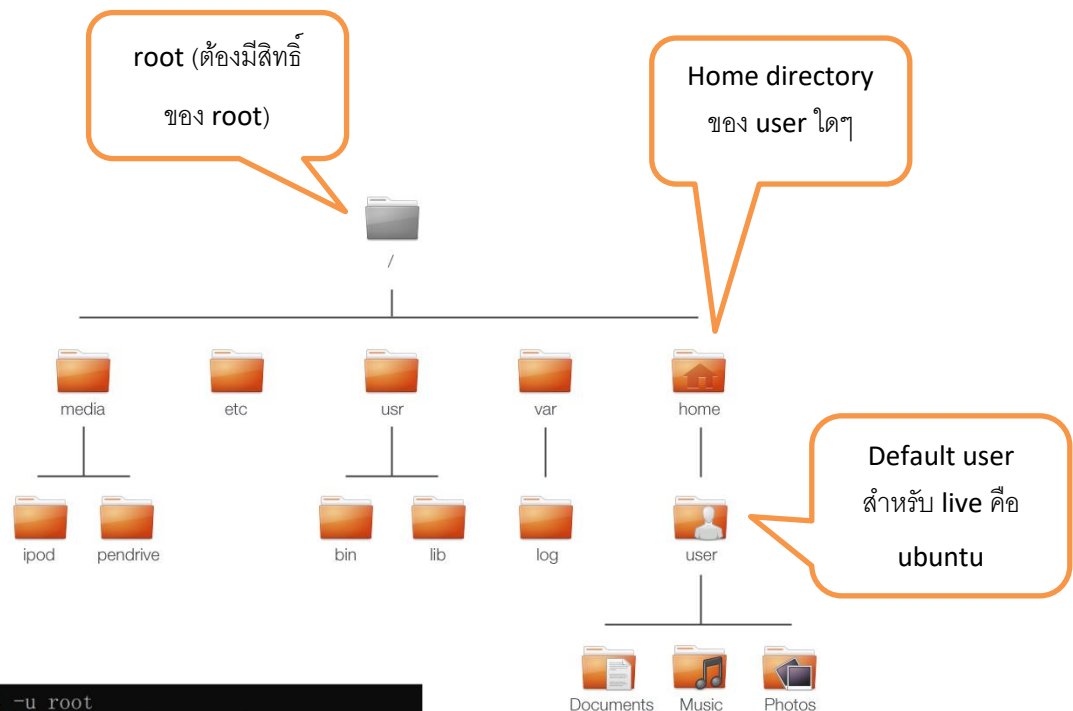 root (ต้องมีสิทธิ์
ของ root)
Home directory
ของ user ใดๆ
/
media
etc
usr
var
home
Default user
สำหรับ live คือ
ubuntu
ipod
pendrive
bin
lib
log
user
Documents
Music
Photos
-u root